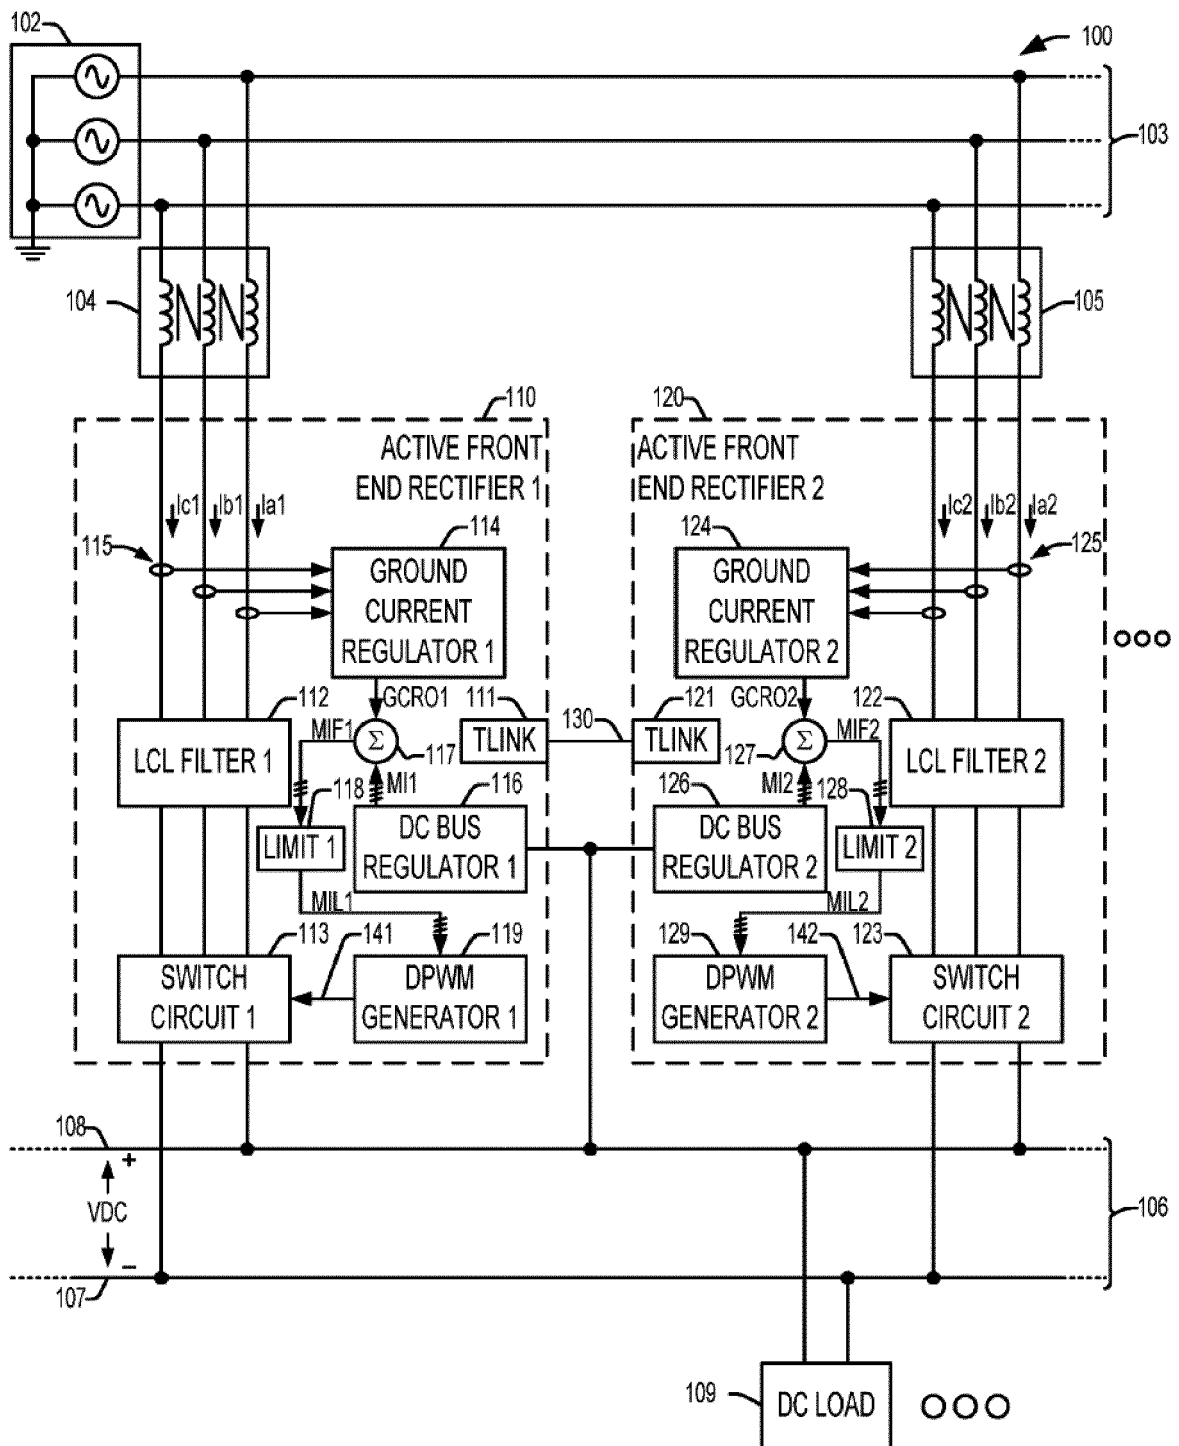 102
100
103
104
105
110
120
ACTIVE FRONT
END RECTIFIER 1
ACTIVE FRONT
END RECTIFIER 2
Ic1
Ib1
Ia1
Ic2
Ib2
Ia2
115
114
124
125
GROUND
CURRENT
REGULATOR 1
GROUND
CURRENT
REGULATOR 2
112
GCRO1
111
121
GCRO2
122
MIF1
Σ
117
TLINK
130
TLINK
127
Σ
MIF2
LCL FILTER 1
LCL FILTER 2
118
MI1
116
126
MI2
128
LIMIT 1
DC BUS
REGULATOR 1
DC BUS
REGULATOR 2
LIMIT 2
MIL1
MIL2
113
141
119
129
142
123
SWITCH
CIRCUIT 1
DPWM
GENERATOR 1
DPWM
GENERATOR 2
SWITCH
CIRCUIT 2
108
+
VDC
–
107
106
109
DC LOAD